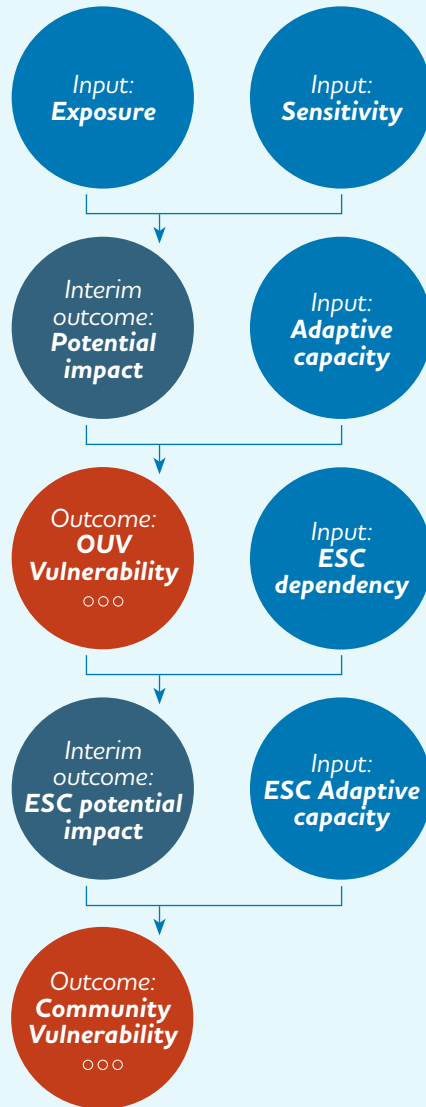 Input:
Exposure
Input:
Sensitivity
Interim
outcome:
Potential
impact
Input:
Adaptive
capacity
Outcome:
OUV
Vulnerability
Input:
ESC
dependency
Interim
outcome:
ESC potential
impact
Input:
ESC Adaptive
capacity
Outcome:
Community
Vulnerability